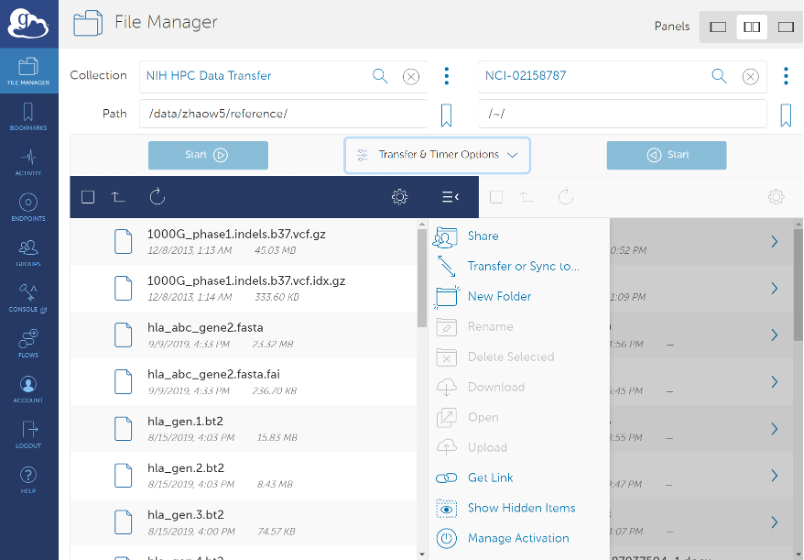 g
File Manager
Panels
FILE MANAGER
BOOKMARKS
ACTIVITY
ENDPOINTS
GROUPS
CONSOLE
FLOWS
ACCOUNT
LOGOUT
HELP
Collection NIH HPC Data Transfer NCI-02158787
Path /data/zhaow5/reference/ /~/
Start Transfer & Timer Options Start
1000G_phase1.indels.b37.vcf.gz
12/8/2013, 1:13 AM 45.03 MB
1000G_phase1.indels.b37.vcf.idx.gz
12/8/2013, 1:14 AM 333.60 KB
hla_abc_gene2.fasta
9/9/2019, 4:33 PM 23.32 MB
hla_abc_gene2.fasta.fai
9/9/2019, 4:33 PM 236.70 KB
hla_gen.1.bt2
8/15/2019, 4:03 PM 15.83 MB
hla_gen.2.bt2
8/15/2019, 4:03 PM 8.43 MB
hla_gen.3.bt2
8/15/2019, 4:00 PM 74.57 KB
hla_gen.4.bt2
Share
Transfer or Sync to...
New Folder
Rename
Delete Selected
Download
Open
Upload
Get Link
Show Hidden Items
Manage Activation
0:52 PM
1:09 PM
:56 PM —
:45 PM —
:55 PM —
:47 PM —
:07 PM —